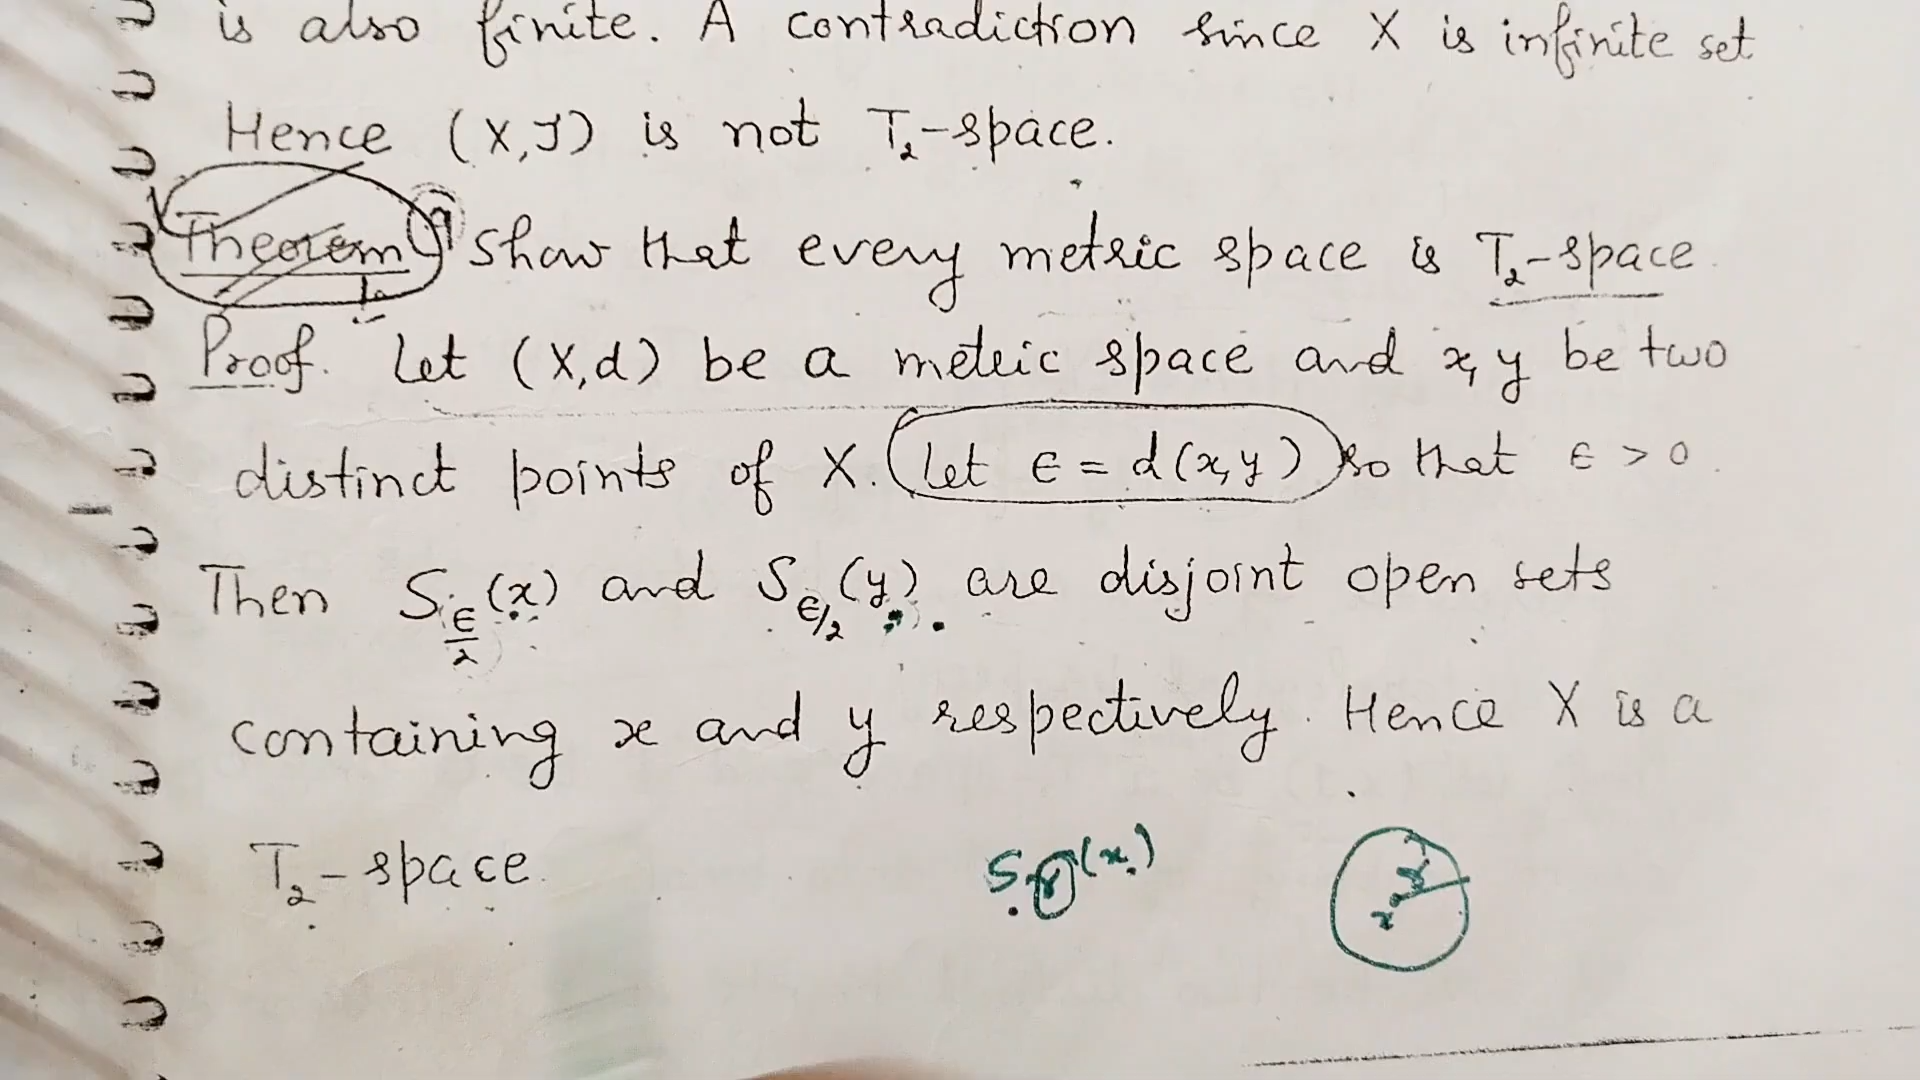 is also finite. A contradiction since X is infinite set
Hence (X,J) is not T₂-space.
Theorem 9 Show that every metric space is T₂-space.
Proof. Let (X,d) be a metric space and x, y be two
distinct points of X. Let ϵ = d(x,y) so that ϵ > 0.
Then S_{ϵ/2}(x) and S_{ϵ/2}(y) are disjoint open sets
containing x and y respectively. Hence X is a
T₂-space.
S_r(x)
r
x